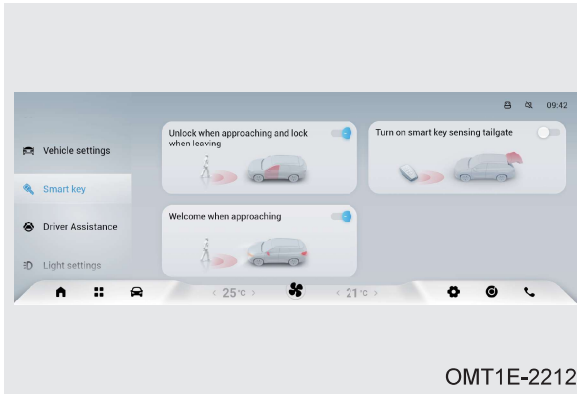 09:42
Unlock when approaching and lock
when leaving
Turn on smart key sensing tailgate
Vehicle settings
Smart key
Welcome when approaching
Driver Assistance
Light settings
< 25°C >
< 21°C >
OMT1E-2212